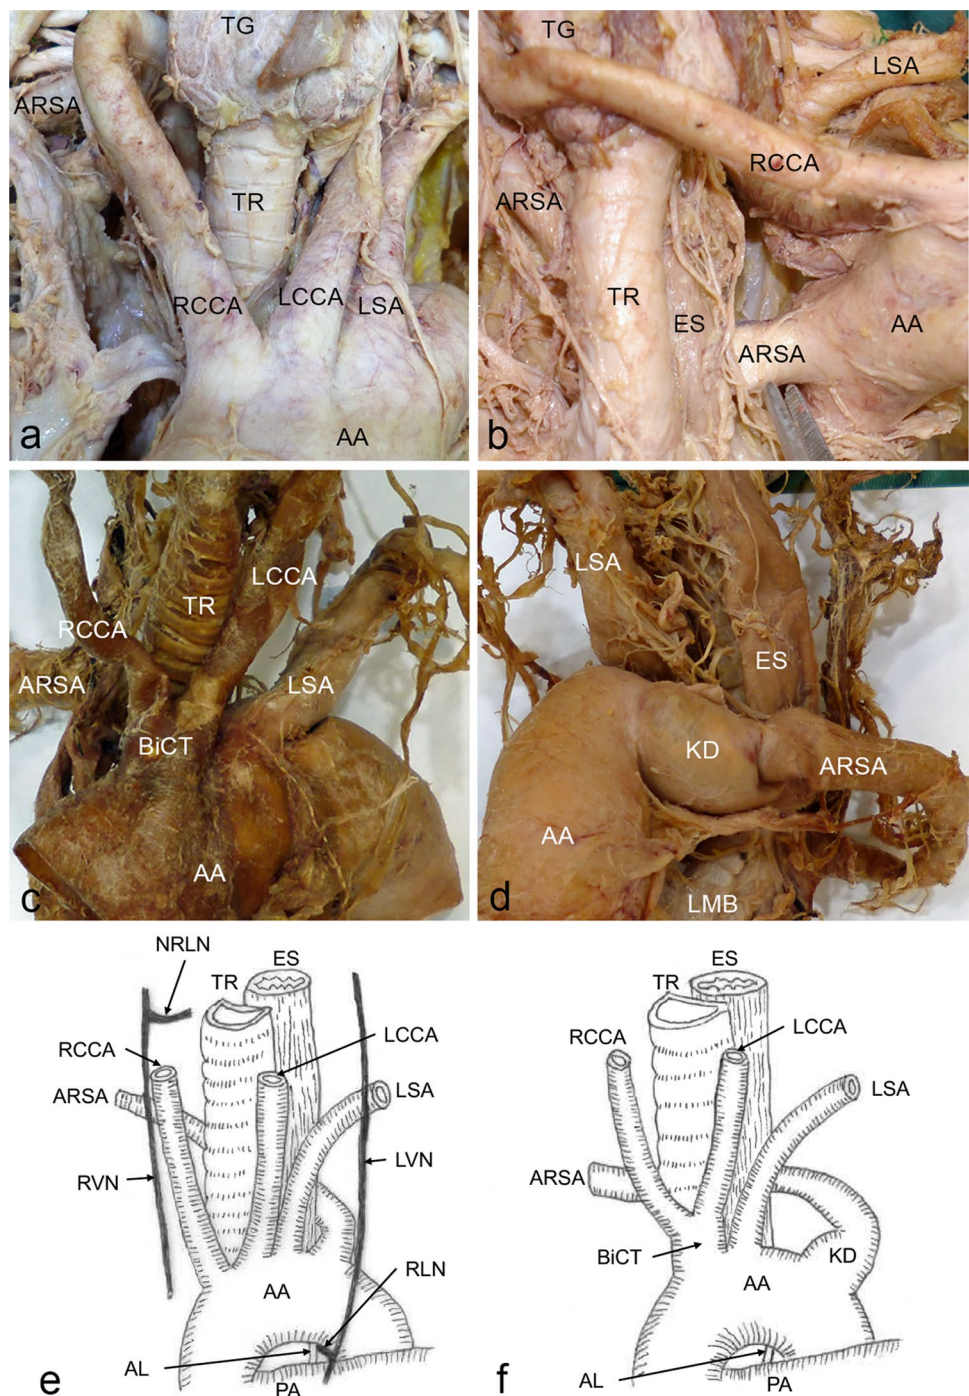 TG
ARSA
TR
RCCA
LCCA
LSA
AA
a
TG
LSA
RCCA
ARSA
TR
ES
AA
ARSA
b
LCCA
TR
RCCA
ARSA
LSA
BiCT
AA
c
LSA
ES
KD
ARSA
AA
LMB
d
NRLN
ES
TR
RCCA
LCCA
ARSA
LSA
RVN
LVN
AA
RLN
AL
PA
e
ES
TR
RCCA
LCCA
LSA
ARSA
BiCT
KD
AA
AL
PA
f